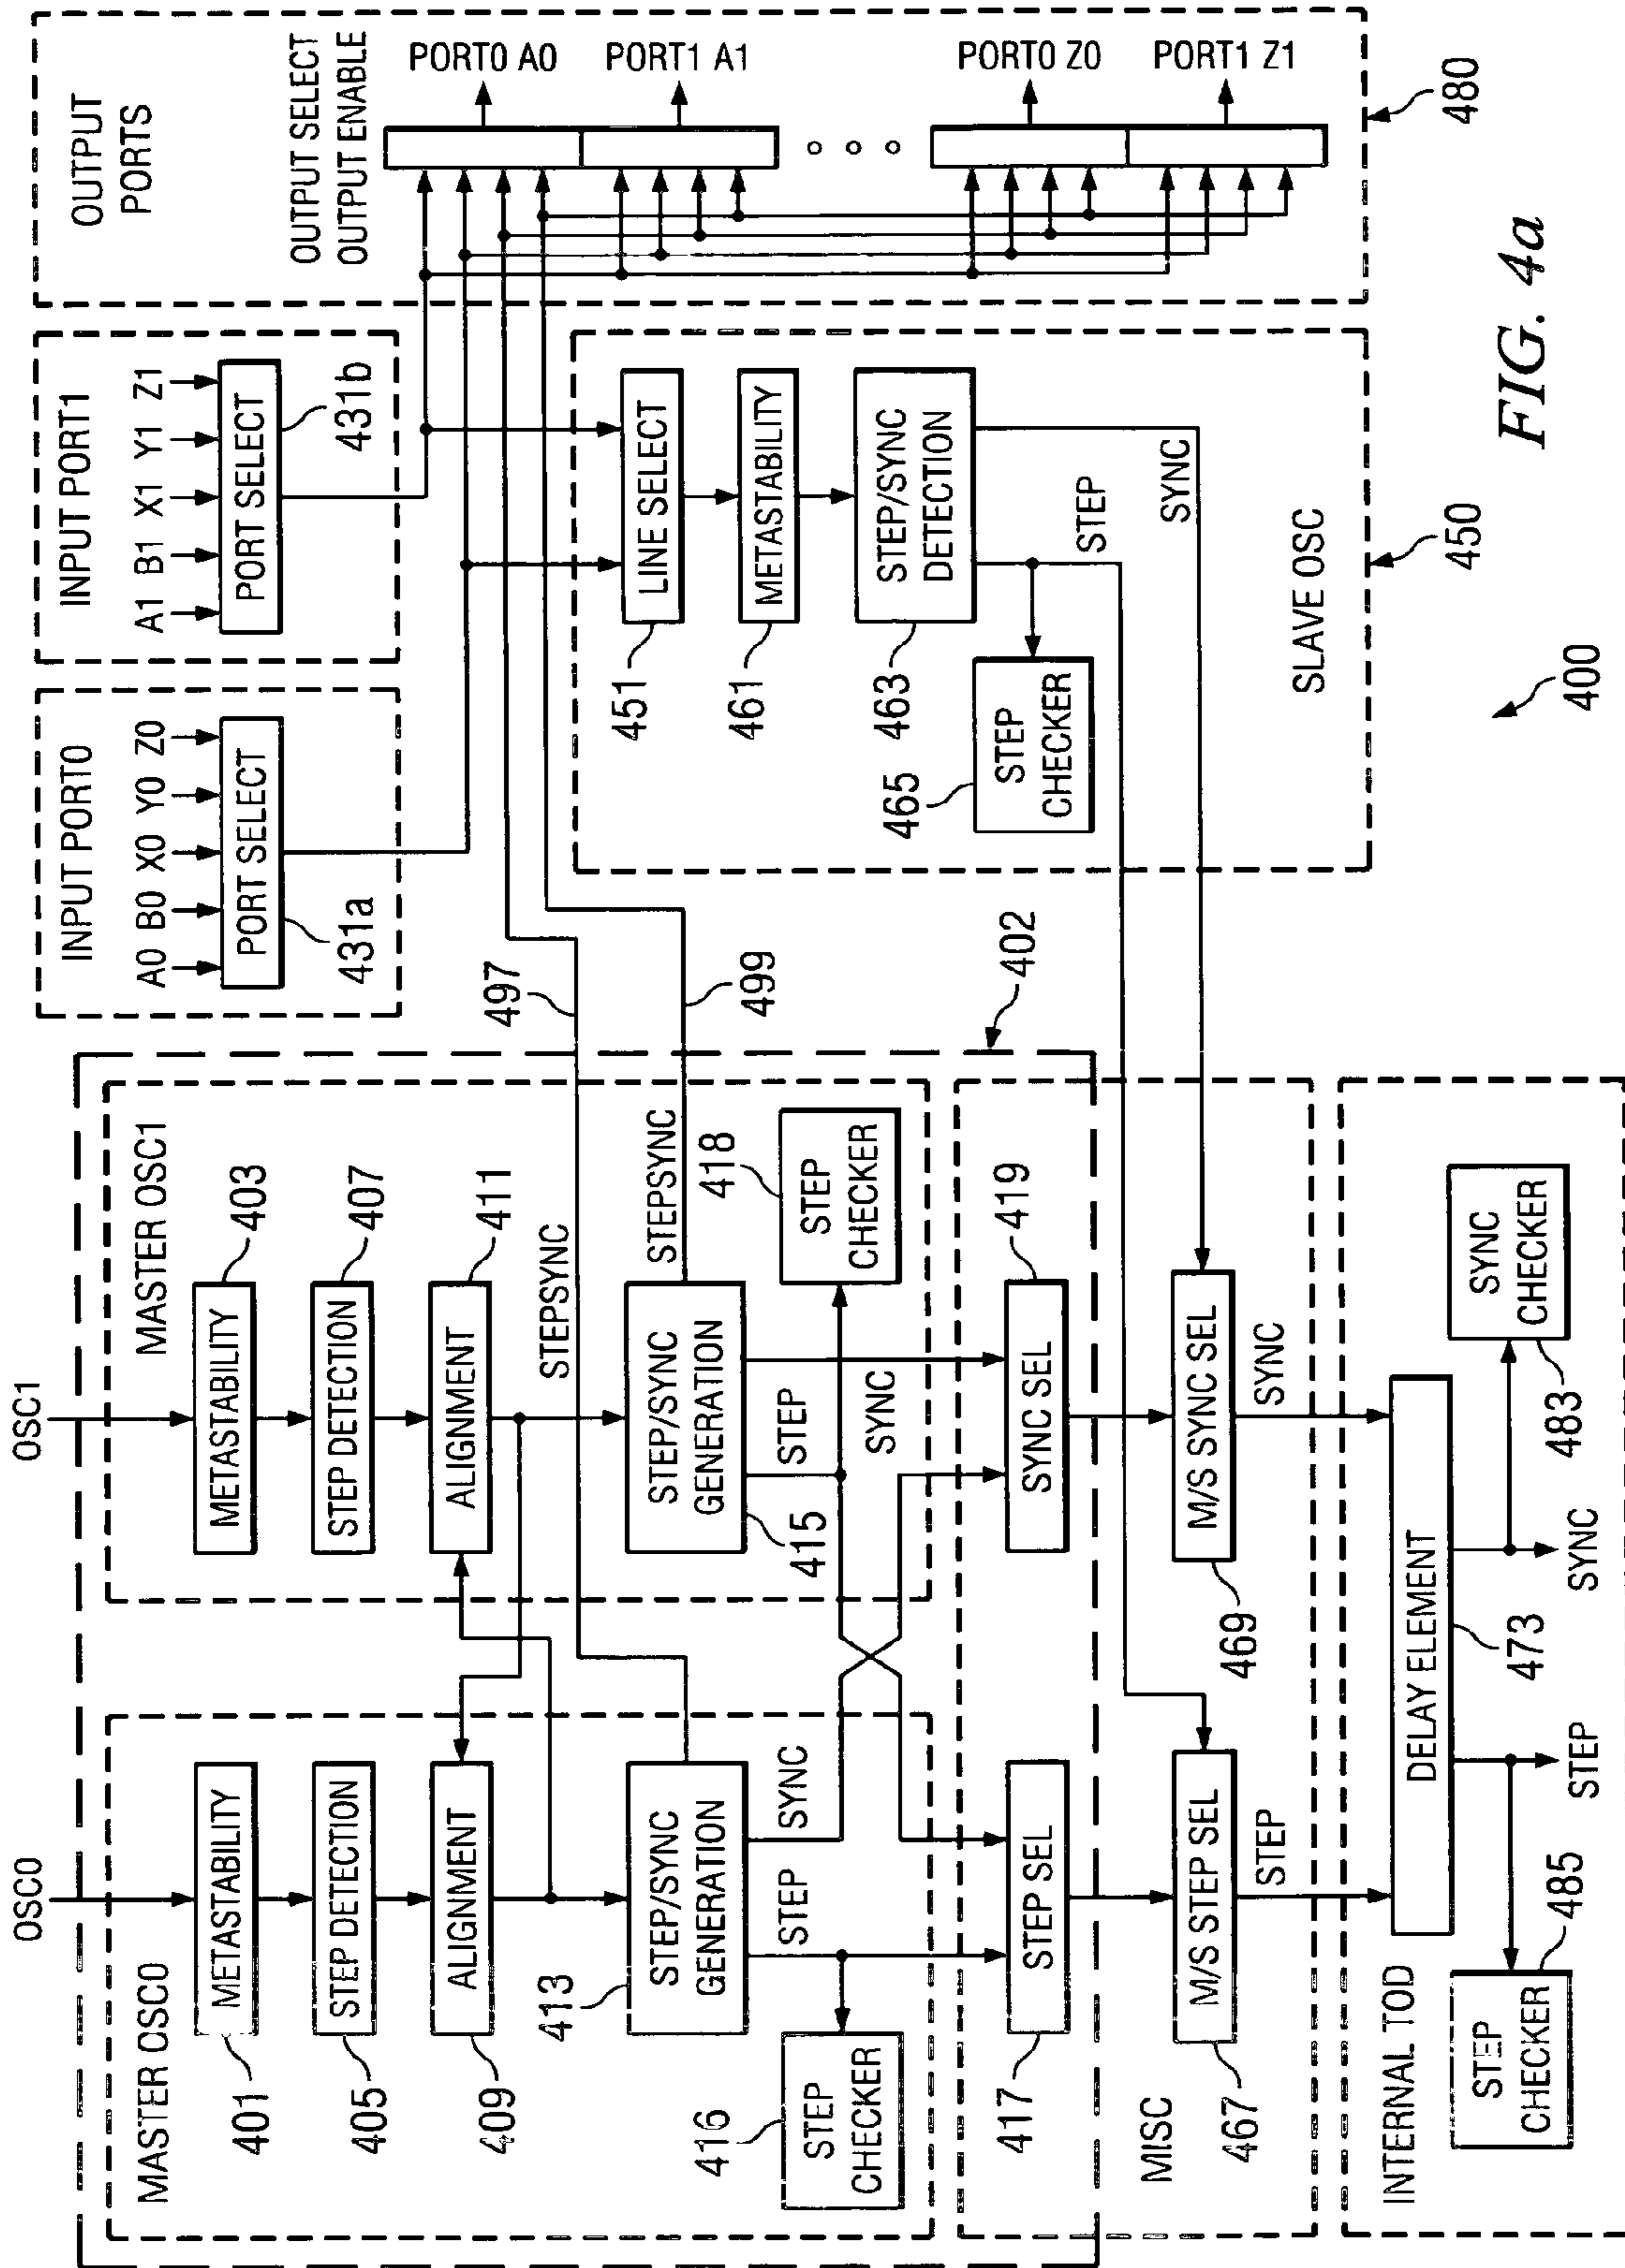 OSC0
OSC1
MASTER OSC0
401
METASTABILITY
405
STEP DETECTION
409
ALIGNMENT
413
STEP/SYNC
GENERATION
STEP
SYNC
416
STEP
CHECKER
MASTER OSC1
METASTABILITY
403
STEP DETECTION
407
ALIGNMENT
411
STEPSYNC
STEP/SYNC
GENERATION
415
STEPSYNC
STEP
SYNC
418
STEP
CHECKER
497
499
402
417
STEP SEL
SYNC SEL
419
MISC
467
M/S STEP SEL
STEP
469
M/S SYNC SEL
SYNC
INTERNAL TOD
DELAY ELEMENT
473
485
STEP
CHECKER
STEP
SYNC
483
SYNC
CHECKER
INPUT PORT0
A0 B0 X0 Y0 Z0
PORT SELECT
431a
INPUT PORT1
A1 B1 X1 Y1 Z1
PORT SELECT
431b
451
LINE SELECT
461
METASTABILITY
463
STEP/SYNC
DETECTION
465
STEP
CHECKER
STEP
SYNC
SLAVE OSC
450
OUTPUT
PORTS
OUTPUT SELECT
OUTPUT ENABLE
PORT0 A0
PORT1 A1
PORT0 Z0
PORT1 Z1
480
400
FIG. 4a